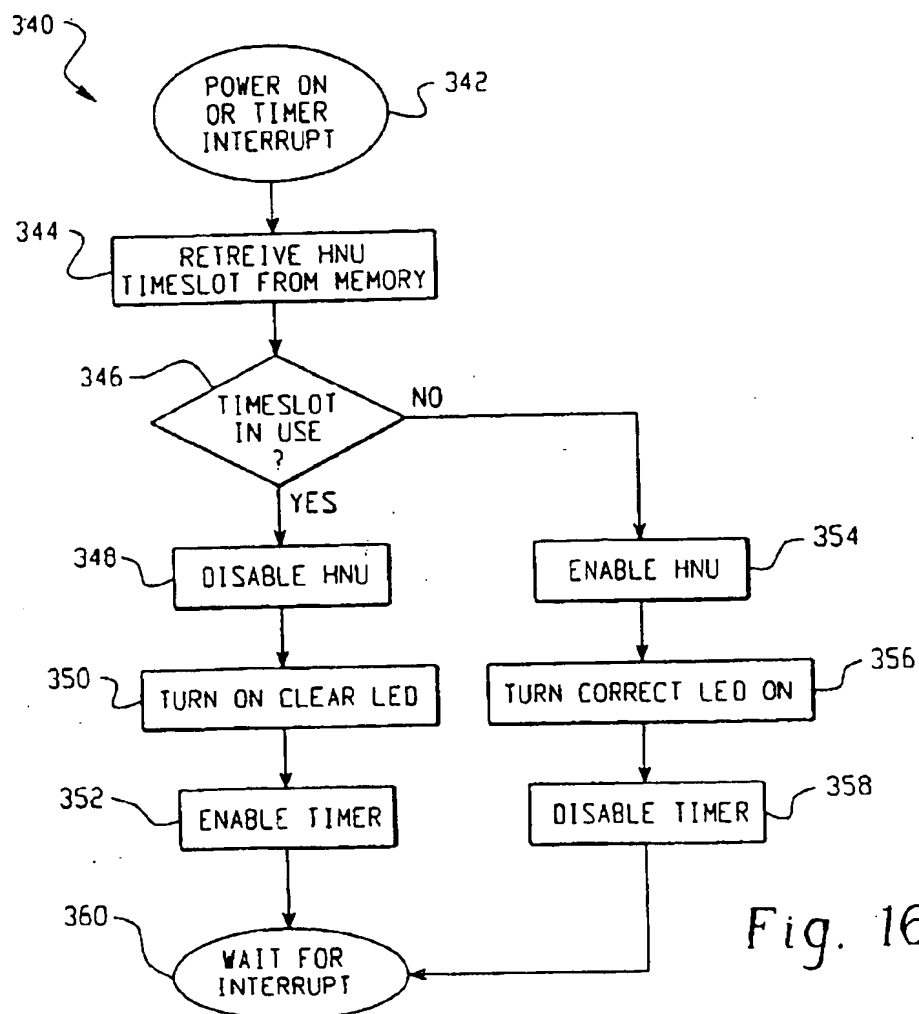 340
POWER ON
OR TIMER
INTERRUPT
342
344
RETREIVE HNU
TIMESLOT FROM MEMORY
346
TIMESLOT
IN USE
?
NO
YES
348
DISABLE HNU
354
ENABLE HNU
350
TURN ON CLEAR LED
356
TURN CORRECT LED ON
352
ENABLE TIMER
358
DISABLE TIMER
360
WAIT FOR
INTERRUPT
Fig. 16